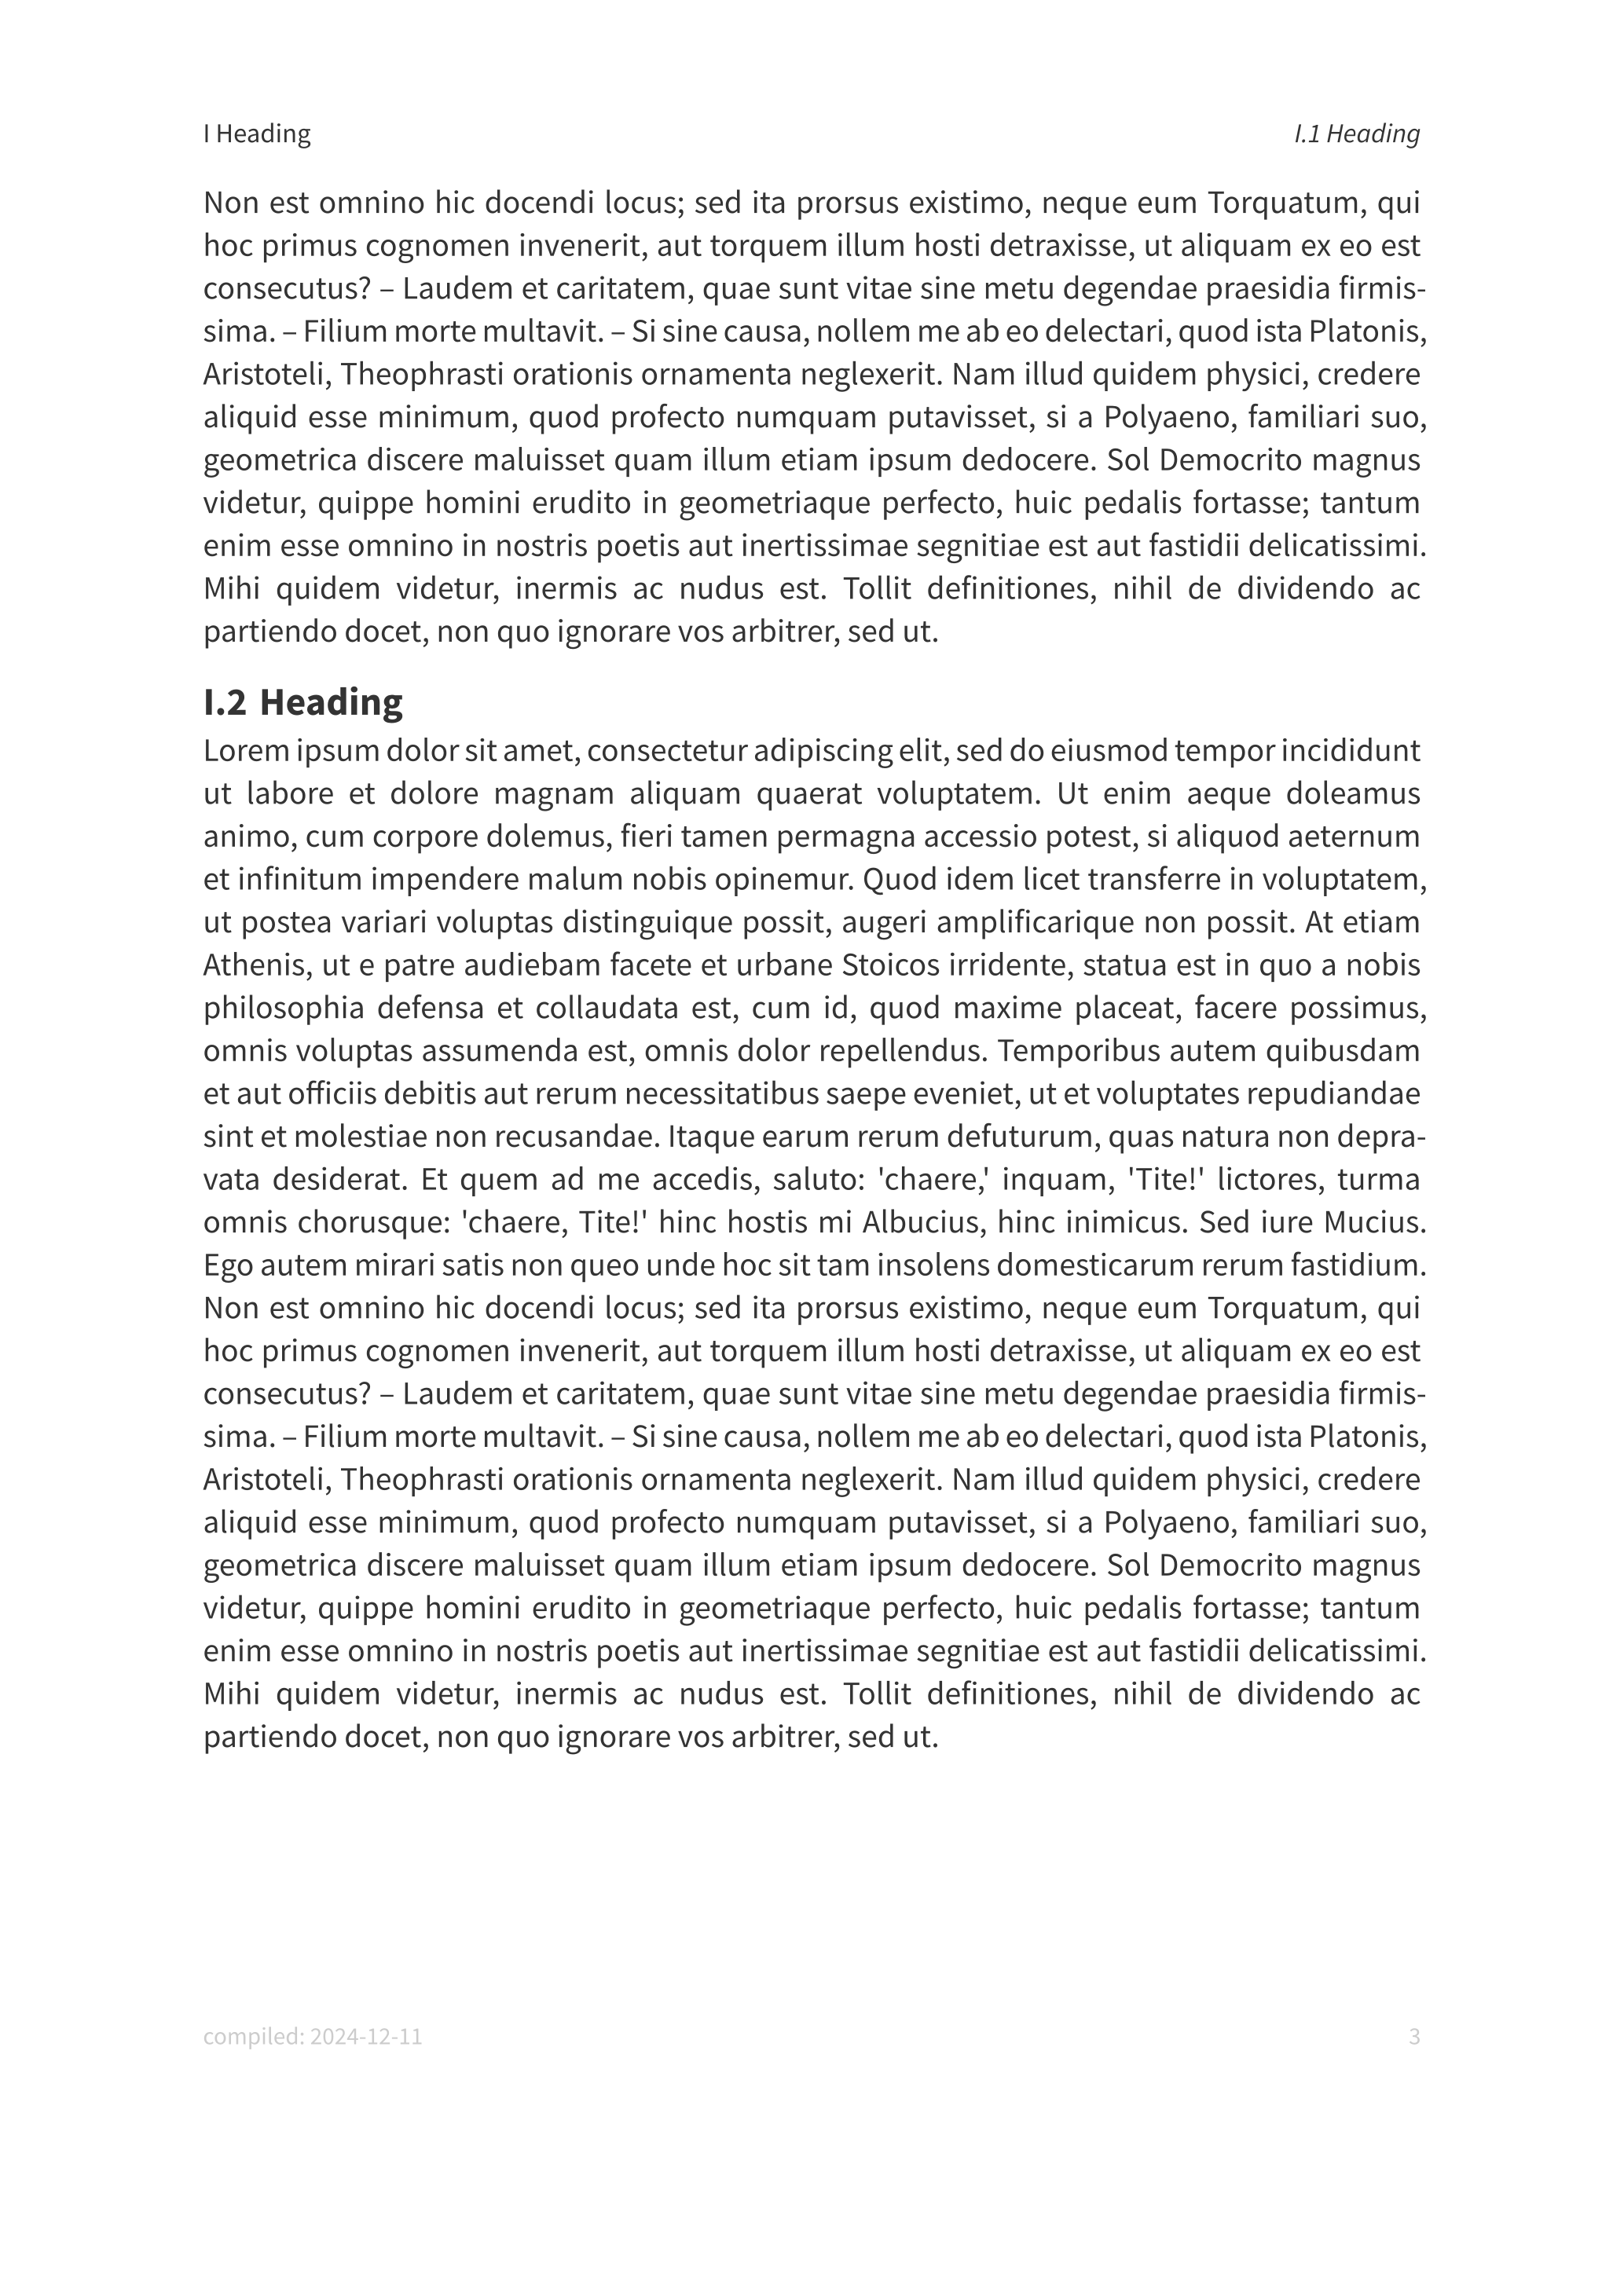 I Heading
I.1 Heading
Non est omnino hic docendi locus; sed ita prorsus existimo, neque eum Torquatum, qui
hoc primus cognomen invenerit, aut torquem illum hosti detraxisse, ut aliquam ex eo est
consecutus? – Laudem et caritatem, quae sunt vitae sine metu degendae praesidia firmis-
sima. – Filium morte multavit. – Si sine causa, nollem me ab eo delectari, quod ista Platonis,
Aristoteli, Theophrasti orationis ornamenta neglexerit. Nam illud quidem physici, credere
aliquid esse minimum, quod profecto numquam putavisset, si a Polyaeno, familiari suo,
geometrica discere maluisset quam illum etiam ipsum dedocere. Sol Democrito magnus
videtur, quippe homini erudito in geometriaque perfecto, huic pedalis fortasse; tantum
enim esse omnino in nostris poetis aut inertissimae segnitiae est aut fastidii delicatissimi.
Mihi quidem videtur, inermis ac nudus est. Tollit definitiones, nihil de dividendo ac
partiendo docet, non quo ignorare vos arbitrer, sed ut.
I.2 Heading
Lorem ipsum dolor sit amet, consectetur adipiscing elit, sed do eiusmod tempor incididunt
ut labore et dolore magnam aliquam quaerat voluptatem. Ut enim aeque doleamus
animo, cum corpore dolemus, fieri tamen permagna accessio potest, si aliquod aeternum
et infinitum impendere malum nobis opinemur. Quod idem licet transferre in voluptatem,
ut postea variari voluptas distinguique possit, augeri amplificarique non possit. At etiam
Athenis, ut e patre audiebam facete et urbane Stoicos irridente, statua est in quo a nobis
philosophia defensa et collaudata est, cum id, quod maxime placeat, facere possimus,
omnis voluptas assumenda est, omnis dolor repellendus. Temporibus autem quibusdam
et aut officiis debitis aut rerum necessitatibus saepe eveniet, ut et voluptates repudiandae
sint et molestiae non recusandae. Itaque earum rerum defuturum, quas natura non depra-
vata desiderat. Et quem ad me accedis, saluto: 'chaere,' inquam, 'Tite!' lictores, turma
omnis chorusque: 'chaere, Tite!' hinc hostis mi Albucius, hinc inimicus. Sed iure Mucius.
Ego autem mirari satis non queo unde hoc sit tam insolens domesticarum rerum fastidium.
Non est omnino hic docendi locus; sed ita prorsus existimo, neque eum Torquatum, qui
hoc primus cognomen invenerit, aut torquem illum hosti detraxisse, ut aliquam ex eo est
consecutus? – Laudem et caritatem, quae sunt vitae sine metu degendae praesidia firmis-
sima. – Filium morte multavit. – Si sine causa, nollem me ab eo delectari, quod ista Platonis,
Aristoteli, Theophrasti orationis ornamenta neglexerit. Nam illud quidem physici, credere
aliquid esse minimum, quod profecto numquam putavisset, si a Polyaeno, familiari suo,
geometrica discere maluisset quam illum etiam ipsum dedocere. Sol Democrito magnus
videtur, quippe homini erudito in geometriaque perfecto, huic pedalis fortasse; tantum
enim esse omnino in nostris poetis aut inertissimae segnitiae est aut fastidii delicatissimi.
Mihi quidem videtur, inermis ac nudus est. Tollit definitiones, nihil de dividendo ac
partiendo docet, non quo ignorare vos arbitrer, sed ut.
compiled: 2024-12-11
3